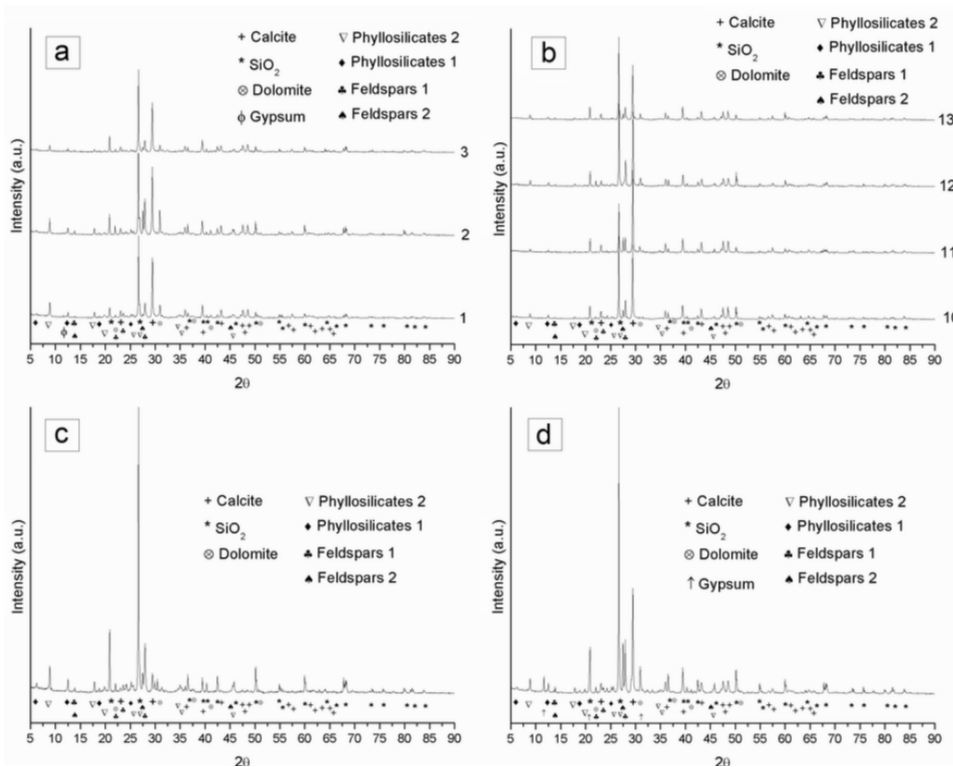 a
+ Calcite
* SiO2
⊗ Dolomite
ϕ Gypsum
▽ Phyllosilicates 2
♦ Phyllosilicates 1
♣ Feldspars 1
♠ Feldspars 2
3
2
1
Intensity (a.u.)
5 10 15 20 25 30 35 40 45 50 55 60 65 70 75 80 85 90
2θ
b
+ Calcite
* SiO2
⊗ Dolomite
▽ Phyllosilicates 2
♦ Phyllosilicates 1
♣ Feldspars 1
♠ Feldspars 2
13
12
11
10
Intensity (a.u.)
5 10 15 20 25 30 35 40 45 50 55 60 65 70 75 80 85 90
2θ
c
+ Calcite
* SiO2
⊗ Dolomite
▽ Phyllosilicates 2
♦ Phyllosilicates 1
♣ Feldspars 1
♠ Feldspars 2
Intensity (a.u.)
5 10 15 20 25 30 35 40 45 50 55 60 65 70 75 80 85 90
2θ
d
+ Calcite
* SiO2
⊗ Dolomite
↑ Gypsum
▽ Phyllosilicates 2
♦ Phyllosilicates 1
♣ Feldspars 1
♠ Feldspars 2
Intensity (a.u.)
5 10 15 20 25 30 35 40 45 50 55 60 65 70 75 80 85 90
2θ